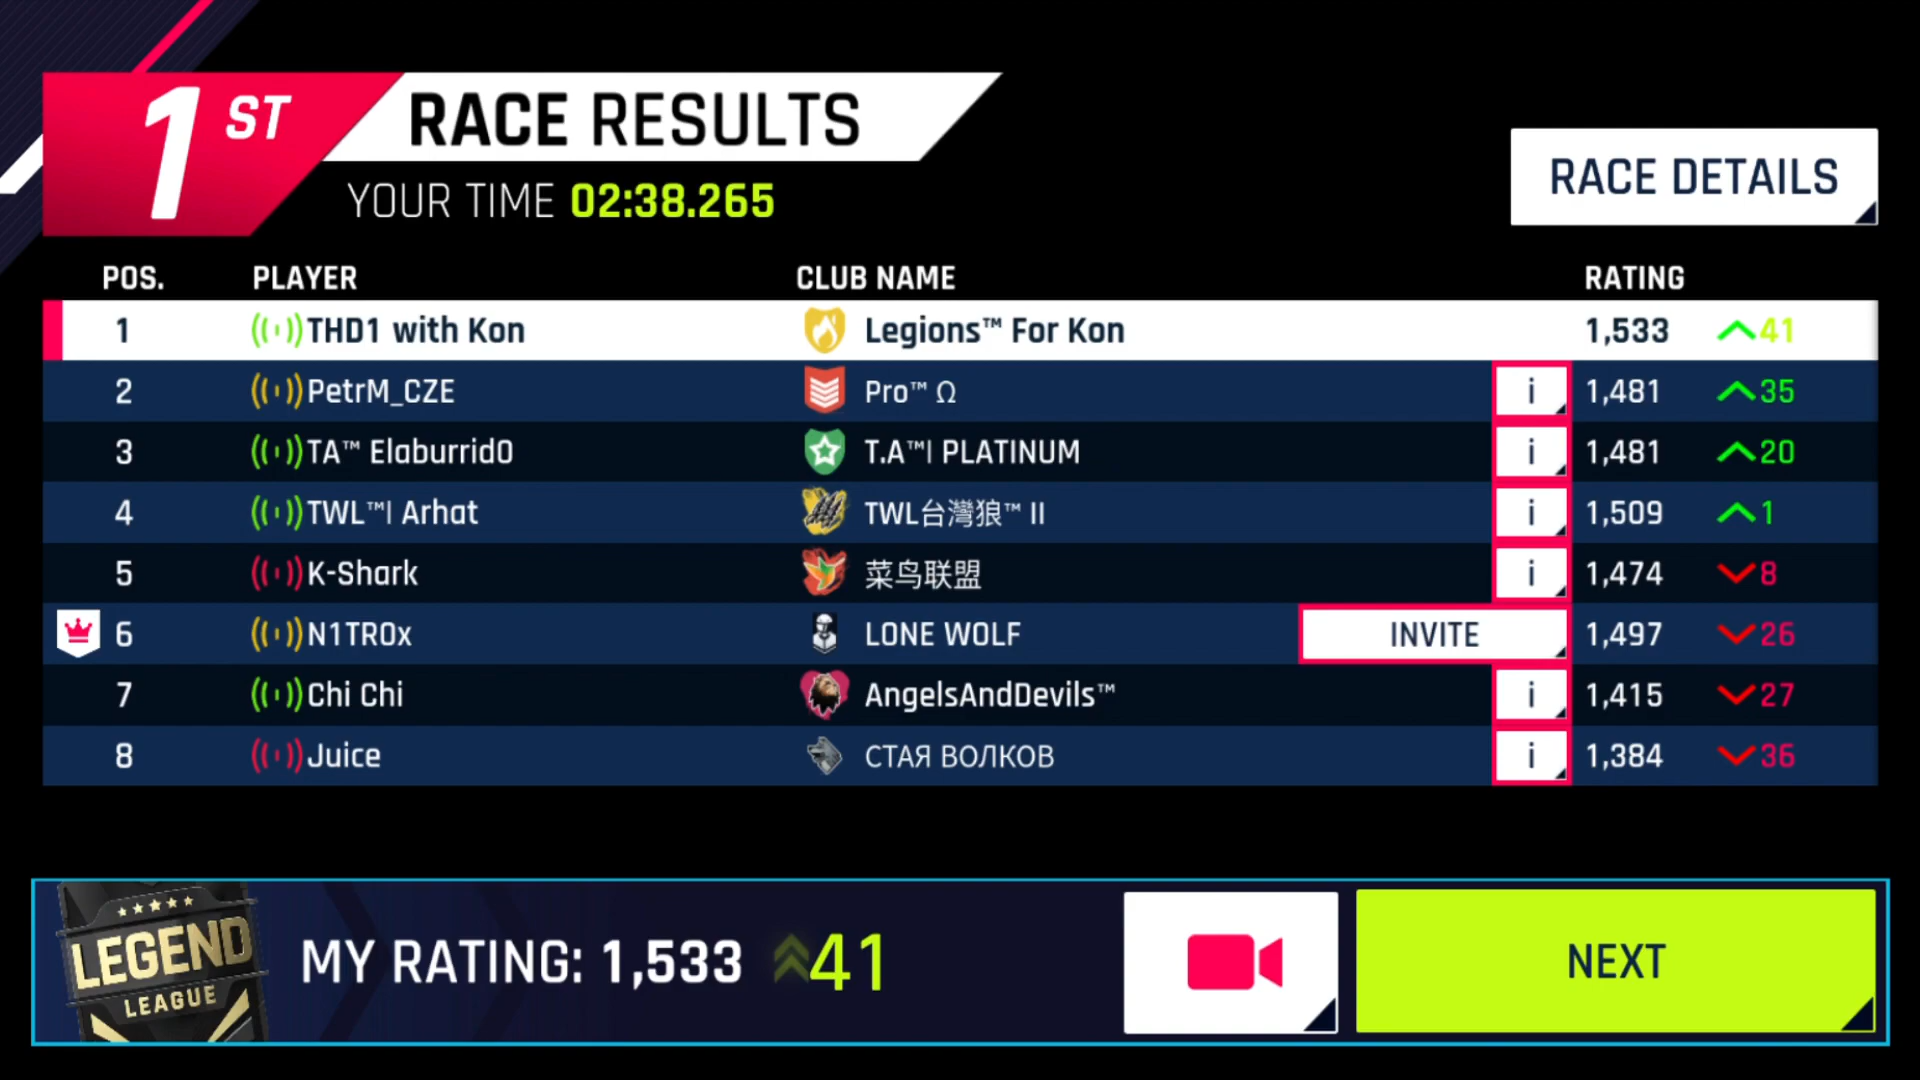 1 ST
RACE RESULTS
YOUR TIME 02:38.265
RACE DETAILS
POS. PLAYER CLUB NAME RATING
1 THD1 with Kon Legions™ For Kon 1,533 41
2 PetrM_CZE Pro™ Ω i 1,481 35
3 TA™ Elaburrid0 T.A™| PLATINUM i 1,481 20
4 TWL™| Arhat TWL台灣狼™ II i 1,509 1
5 K-Shark 菜鸟联盟 i 1,474 8
6 N1TR0x LONE WOLF INVITE 1,497 26
7 Chi Chi AngelsAndDevils™ i 1,415 27
8 Juice СТАЯ ВОЛКОВ i 1,384 36
LEGEND
LEAGUE
MY RATING: 1,533 41
NEXT